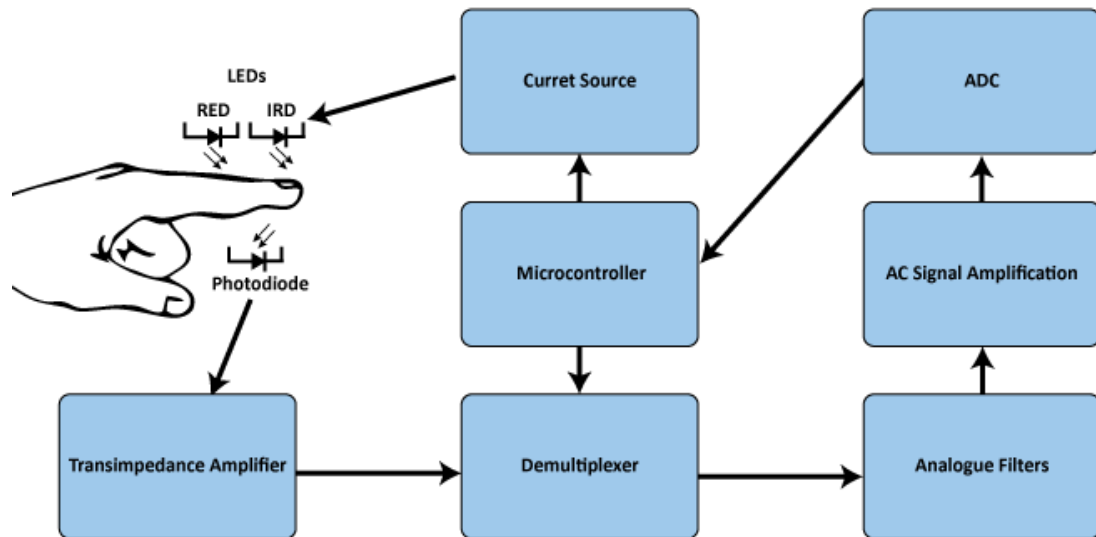 LEDs
RED
IRD
Photodiode
Curret Source
ADC
Microcontroller
AC Signal Amplification
Transimpedance Amplifier
Demultiplexer
Analogue Filters